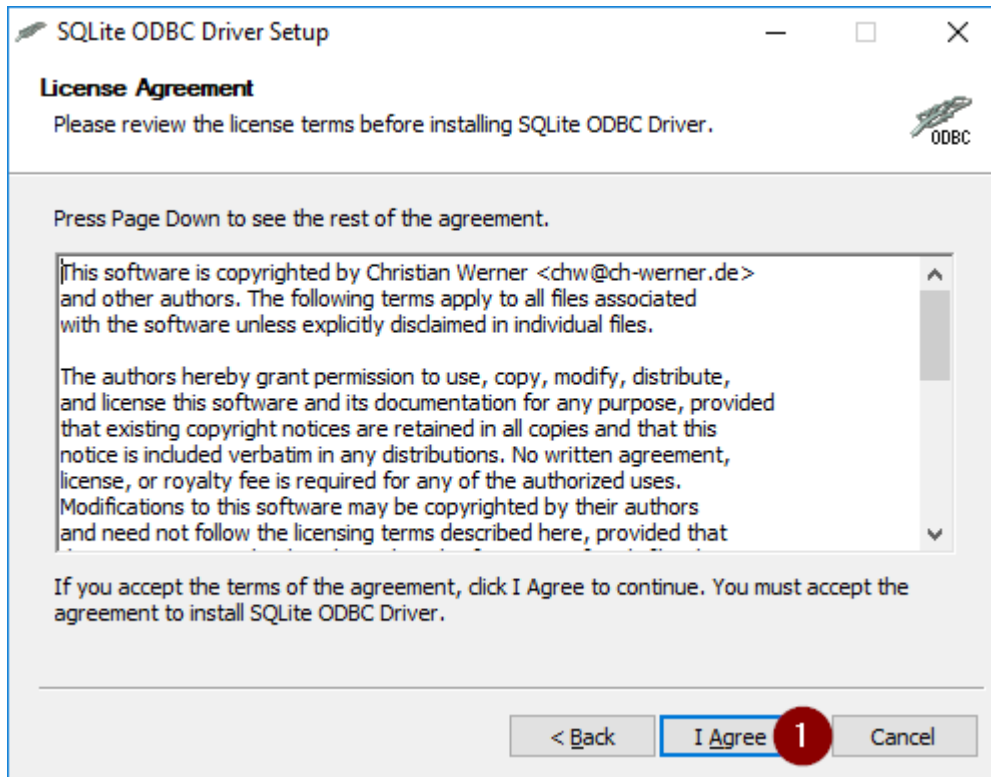 SQLite ODBC Driver Setup
License Agreement
Please review the license terms before installing SQLite ODBC Driver.
ODBC
Press Page Down to see the rest of the agreement.
This software is copyrighted by Christian Werner <chw@ch-werner.de>
and other authors. The following terms apply to all files associated
with the software unless explicitly disclaimed in individual files.
The authors hereby grant permission to use, copy, modify, distribute,
and license this software and its documentation for any purpose, provided
that existing copyright notices are retained in all copies and that this
notice is included verbatim in any distributions. No written agreement,
license, or royalty fee is required for any of the authorized uses.
Modifications to this software may be copyrighted by their authors
and need not follow the licensing terms described here, provided that
If you accept the terms of the agreement, click I Agree to continue. You must accept the
agreement to install SQLite ODBC Driver.
< Back
I Agree
1
Cancel